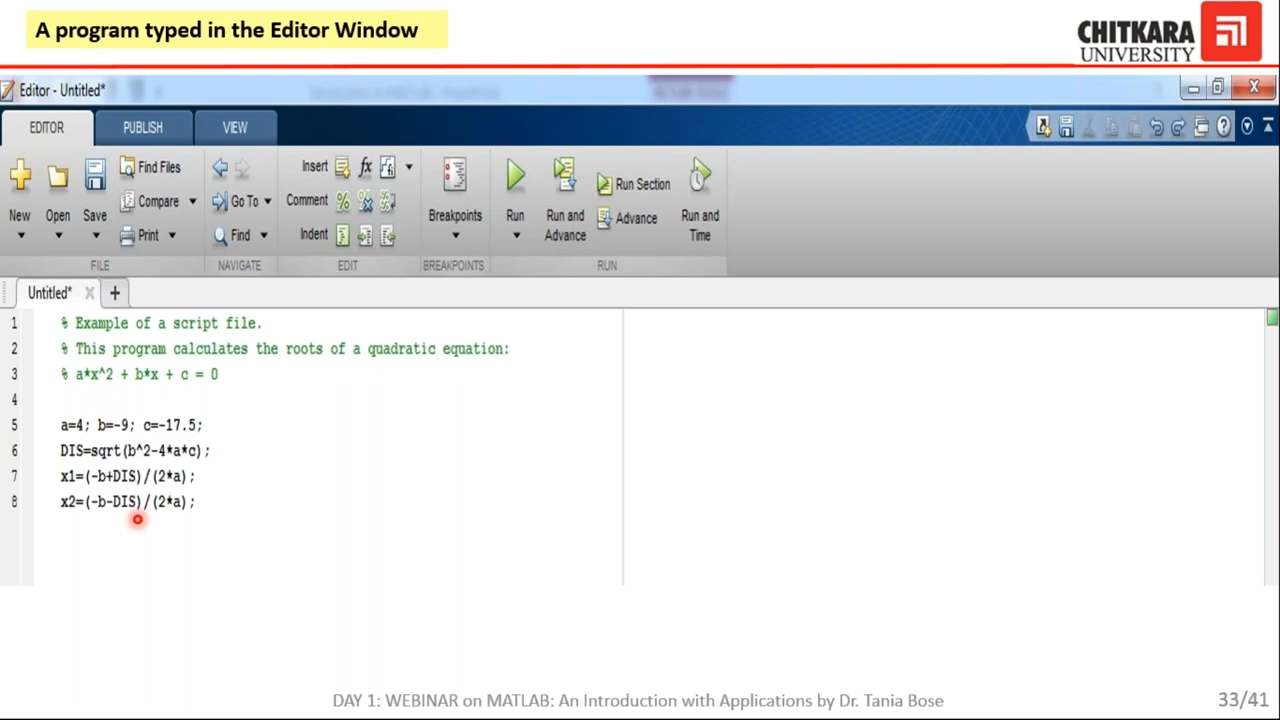 A program typed in the Editor Window
CHITKARA
UNIVERSITY
Editor - Untitled*
EDITOR PUBLISH VIEW
New
Open
Save
Find Files
Compare
Print
FILE
Go To
Find
NAVIGATE
Insert fx
Comment
Indent
EDIT
Breakpoints
BREAKPOINTS
Run
Run and
Advance
Run Section
Advance
Run and
Time
RUN
Untitled* +
1 % Example of a script file.
2 % This program calculates the roots of a quadratic equation:
3 % a*x^2 + b*x + c = 0
4
5 a=4; b=-9; c=-17.5;
6 DIS=sqrt(b^2-4*a*c);
7 x1=(-b+DIS)/(2*a);
8 x2=(-b-DIS)/(2*a);
DAY 1: WEBINAR on MATLAB: An Introduction with Applications by Dr. Tania Bose
33/41